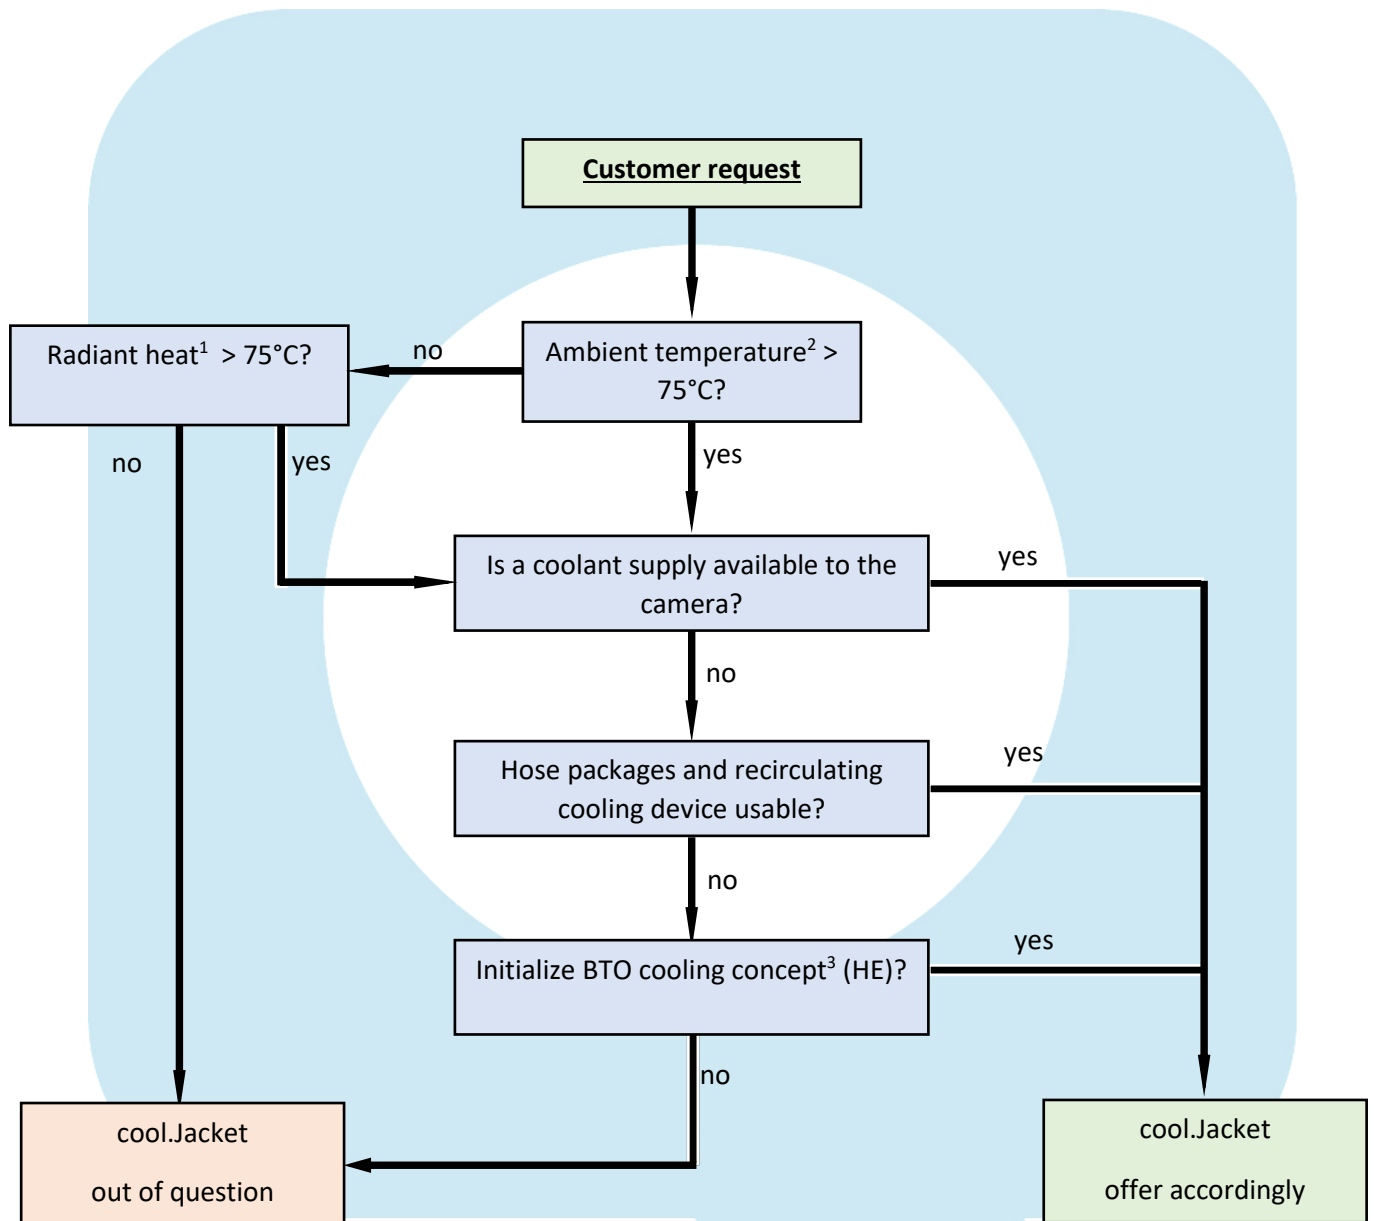 Customer request
Radiant heat¹ > 75°C?
no
Ambient temperature² >
75°C?
no
yes
yes
Is a coolant supply available to the
camera?
yes
no
Hose packages and recirculating
cooling device usable?
yes
no
Initialize BTO cooling concept³ (HE)?
yes
no
cool.Jacket
out of question
cool.Jacket
offer accordingly